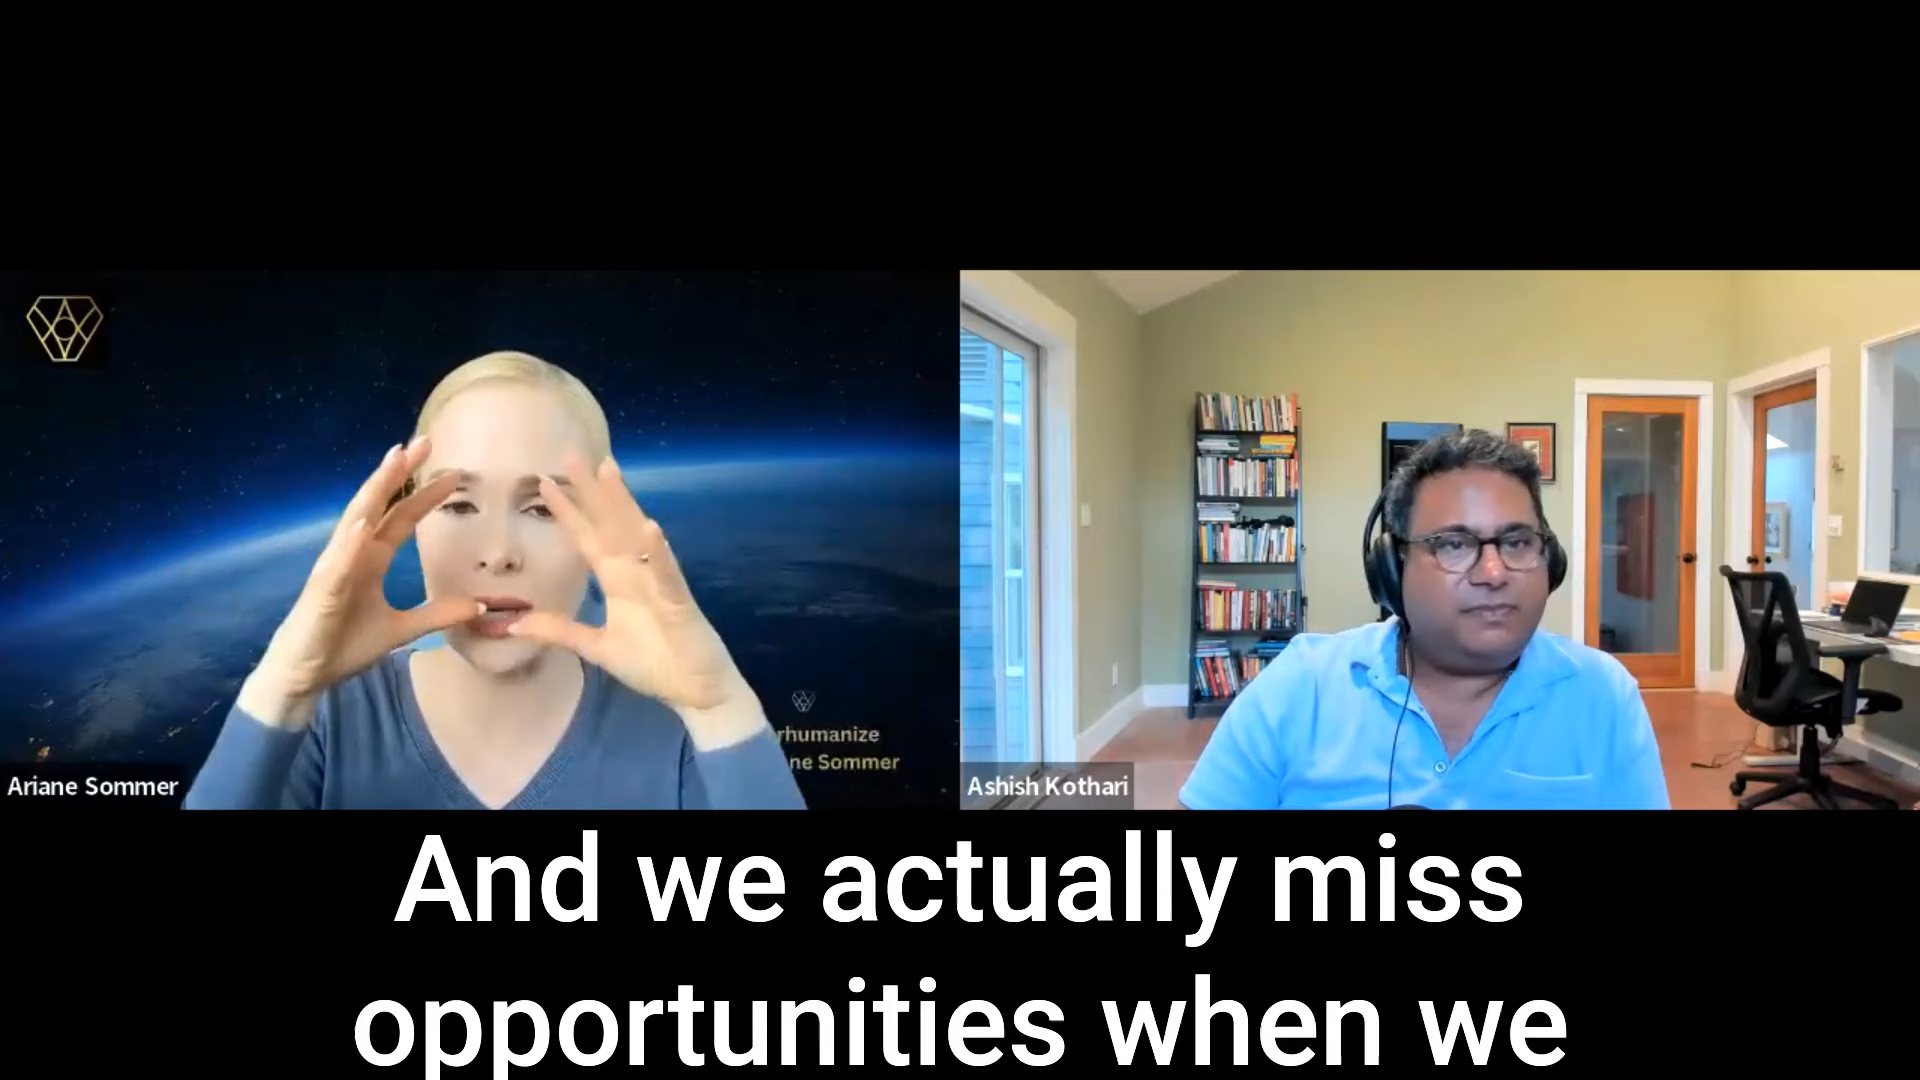 rhumanize
ne Sommer
Ariane Sommer
Ashish Kothari
And we actually miss
opportunities when we